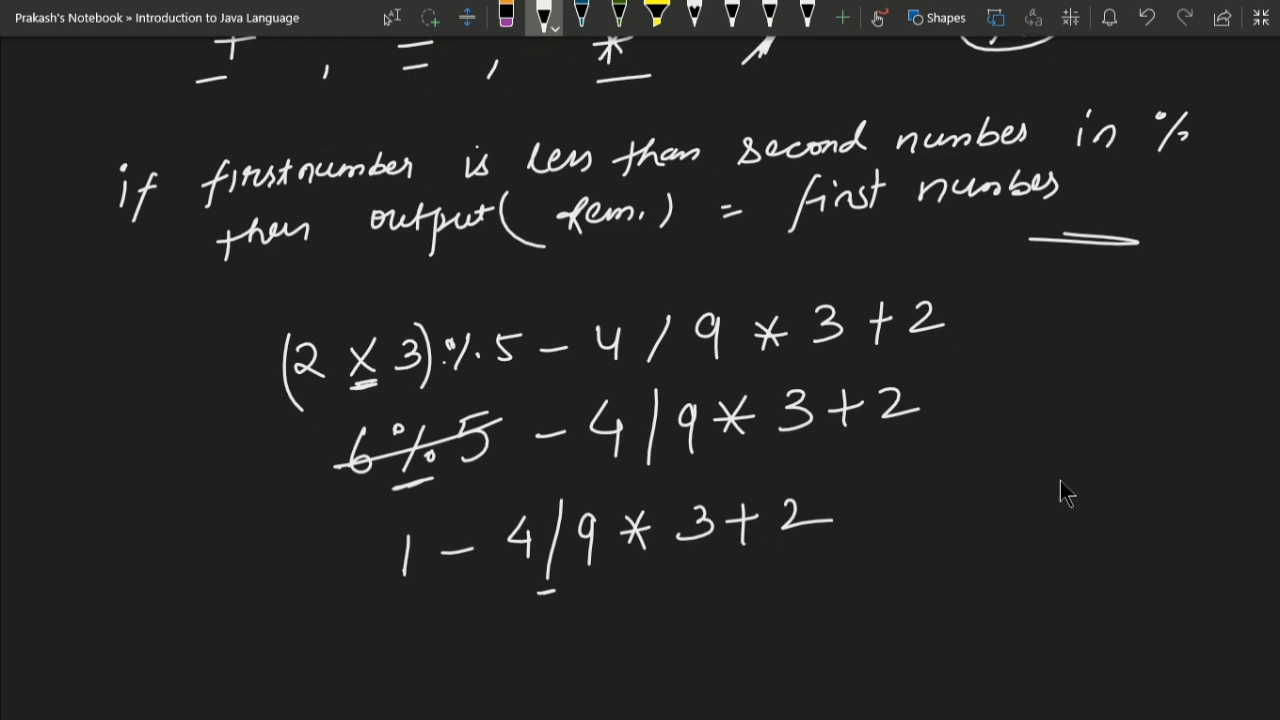 Prakash's Notebook » Introduction to Java Language
Shapes
+ , = , *
if firstnumber is less than second number in %
then output( rem. ) = first number
(2 × 3) % 5 - 4 / 9 * 3 + 2
6 % 5 - 4 / 9 * 3 + 2
1 - 4 / 9 * 3 + 2